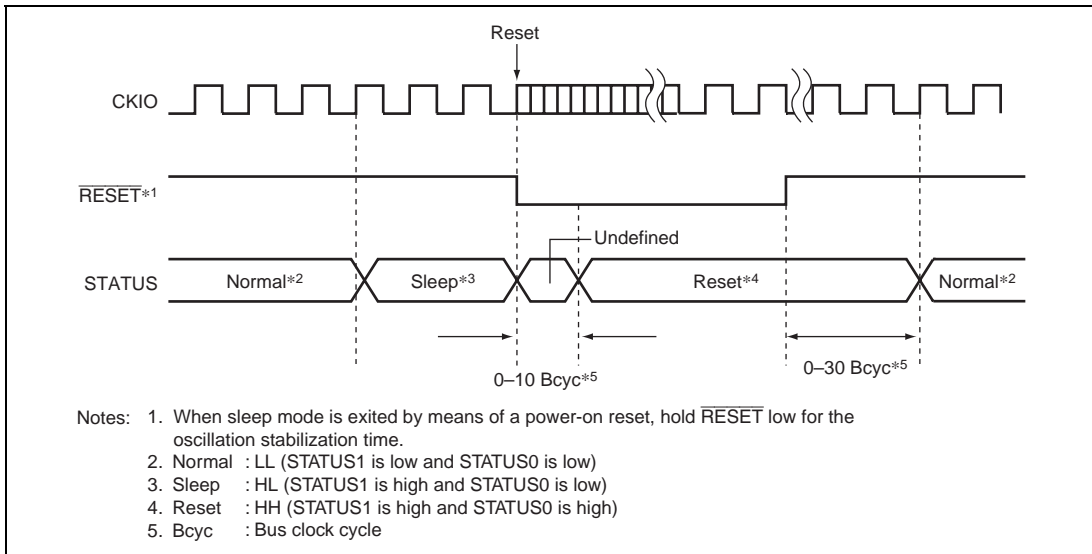 Reset
CKIO
RESET*1
Undefined
STATUS
Normal*2
Sleep*3
Reset*4
Normal*2
0–10 Bcyc*5
0–30 Bcyc*5
Notes: 1. When sleep mode is exited by means of a power-on reset, hold RESET low for the
oscillation stabilization time.
2. Normal : LL (STATUS1 is low and STATUS0 is low)
3. Sleep : HL (STATUS1 is high and STATUS0 is low)
4. Reset : HH (STATUS1 is high and STATUS0 is high)
5. Bcyc : Bus clock cycle